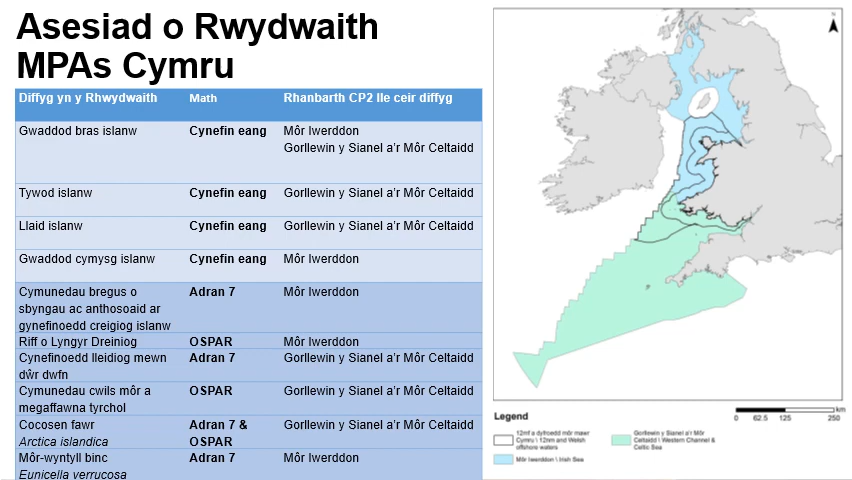 Asesiad o Rwydwaith
MPAs Cymru
Diffyg yn y Rhwydwaith Math Rhanbarth CP2 lle ceir diffyg
Gwaddod bras islanw Cynefin eang Môr Iwerddon
Gorllewin y Sianel a'r Môr Celtaidd
Tywod islanw Cynefin eang Gorllewin y Sianel a'r Môr Celtaidd
Llaid islanw Cynefin eang Gorllewin y Sianel a'r Môr Celtaidd
Gwaddod cymysg islanw Cynefin eang Môr Iwerddon
Cymunedau bregus o Adran 7 Môr Iwerddon
sbyngau ac anthosoaid ar
gynefinoedd creigiog islanw
Riff o Lyngyr Dreiniog OSPAR Môr Iwerddon
Cynefinoedd lleidiog mewn Adran 7 Gorllewin y Sianel a'r Môr Celtaidd
dŵr dwfn
Cymunedau cwils môr a OSPAR Gorllewin y Sianel a'r Môr Celtaidd
megaffawna tyrchol
Cocosen fawr Adran 7 & Gorllewin y Sianel a'r Môr Celtaidd
Arctica islandica OSPAR
Môr-wyntyll binc Adran 7 Môr Iwerddon
Eunicella verrucosa
N
km
0 62.5 125 250
Legend
12mf a dyfroedd môr mawr
Cymru \ 12nm and Welsh
offshore waters
Môr Iwerddon \ Irish Sea
Gorllewin y Sianel a'r Môr
Celtaidd \ Western Channel &
Celtic Sea